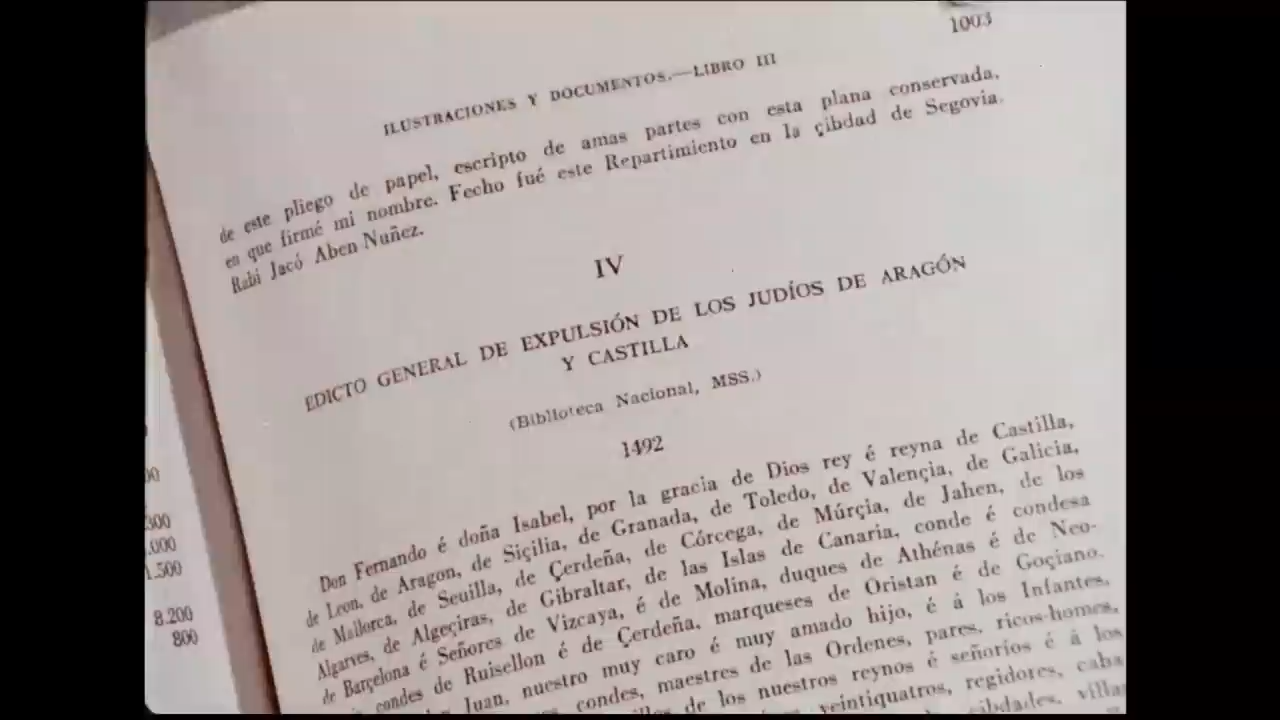 1003
ILUSTRACIONES Y DOCUMENTOS.—LIBRO III
de este pliego de papel, escripto de amas partes con esta plana conservada,
en que firmé mi nombre. Fecho fué este Repartimiento en la çibdad de Segovia.
Rabi Jacó Aben Nuñez.
IV
EDICTO GENERAL DE EXPULSIÓN DE LOS JUDÍOS DE ARAGÓN
Y CASTILLA
(Biblioteca Nacional, MSS.)
1492
Don Fernando é doña Isabel, por la gracia de Dios rey é reyna de Castilla,
de Leon, de Aragon, de Siçilia, de Granada, de Toledo, de Valençia, de Galicia,
de Mallorca, de Seuilla, de Çerdeña, de Córcega, de Múrçia, de Jahen, de los
Algarves, de Algeçiras, de Gibraltar, de las Islas de Canaria, conde é condesa
de Barçelona é Señores de Vizcaya, é de Molina, duques de Athénas é de Neo-
condes de Ruisellon é de Çerdeña, marqueses de Oristan é de Goçiano.
Juan, nuestro muy caro é muy amado hijo, é á los Infantes,
condes, maestres de las Ordenes, pares, ricos-homes,
de los nuestros reynos é señoríos é á los
veintiquatros, regidores, caba
cibdades, villas
300
.000
1.500
8.200
800